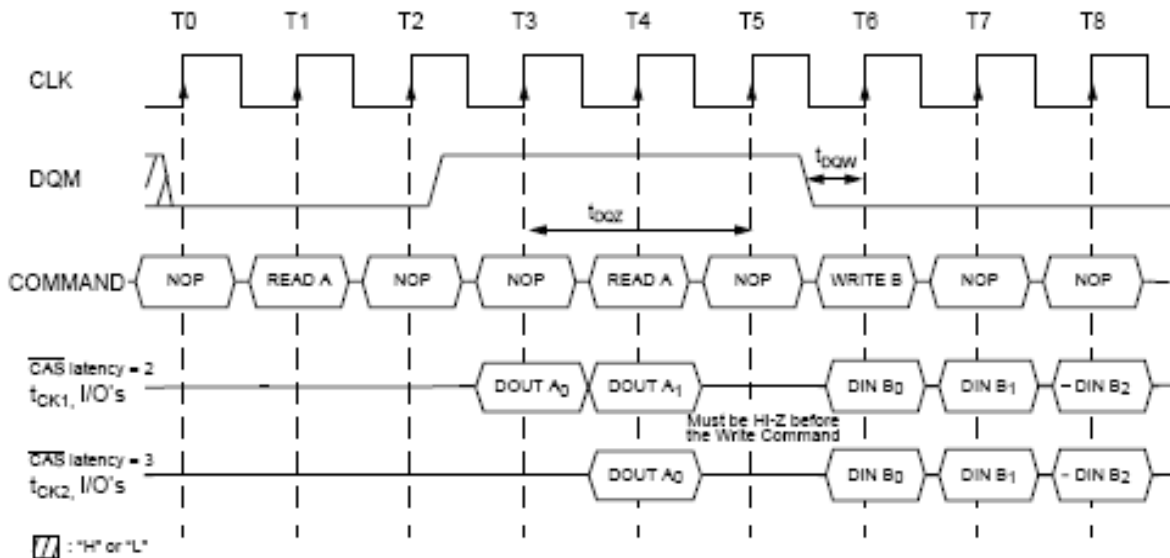 T0 T1 T2 T3 T4 T5 T6 T7 T8
CLK
DQM
tDQW
tDQZ
COMMAND NOP READ A NOP NOP READ A NOP WRITE B NOP NOP
CAS latency = 2
tCK1, I/O's DOUT A0 DOUT A1 DIN B0 DIN B1 – DIN B2
Must be HI-Z before
the Write Command
CAS latency = 3
tCK2, I/O's DOUT A0 DIN B0 DIN B1 – DIN B2
: "H" or "L"